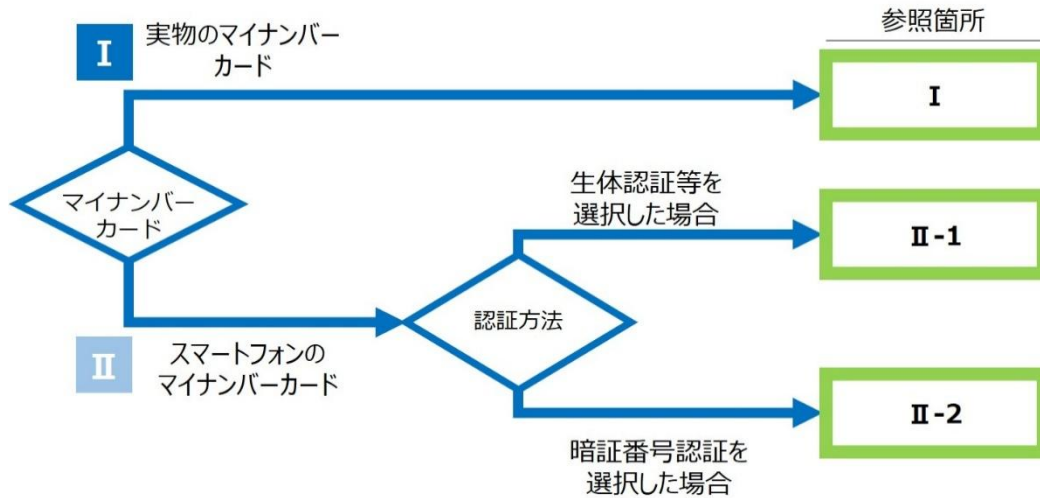 参照箇所
Ⅰ
実物のマイナンバー
カード
Ⅰ
マイナンバー
カード
生体認証等を
選択した場合
Ⅱ-1
認証方法
Ⅱ
スマートフォンの
マイナンバーカード
Ⅱ-2
暗証番号認証を
選択した場合